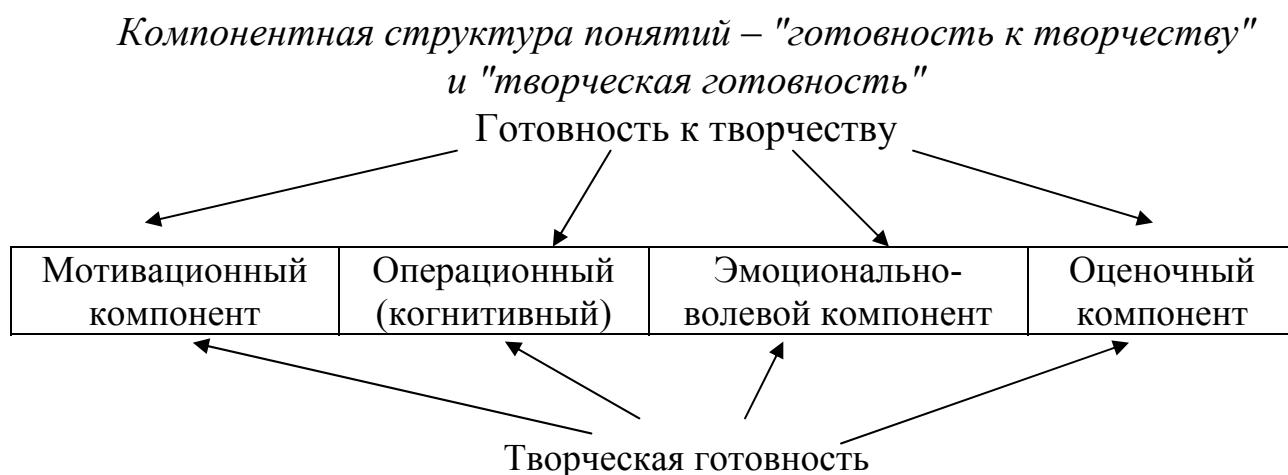 Компонентная структура понятий – "готовность к творчеству"
и "творческая готовность"
Готовность к творчеству
Мотивационный компонент
Операционный (когнитивный)
Эмоционально-волевой компонент
Оценочный компонент
Творческая готовность